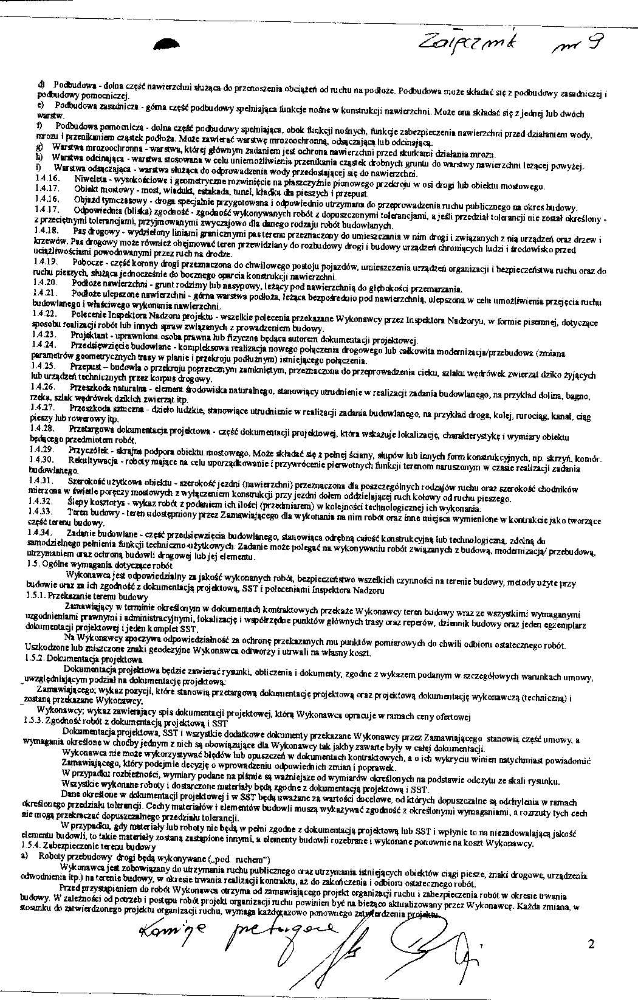 Załącznik nr 9
d) Podbudowa - dolna część nawierzchni służąca do przenoszenia obciążeń od ruchu na podłoże. Podbudowa może składać się z podbudowy zasadniczej i
podbudowy pomocniczej.
e) Podbudowa zasadnicza - górna część podbudowy spełniająca funkcje nośne w konstrukcji nawierzchni. Może ona składać się z jednej lub dwóch
warstw.
f) Podbudowa pomocnicza - dolna część podbudowy spełniająca, obok funkcji nośnych, funkcje zabezpieczenia nawierzchni przed działaniem wody,
mrozu i przenikaniem cząstek podłoża. Może zawierać warstwę mrozoochronną, odsączającą lub odcinającą.
g) Warstwa mrozoochronna - warstwa, której głównym zadaniem jest ochrona nawierzchni przed skutkami działania mrozu.
h) Warstwa odcinająca - warstwa stosowana w celu uniemożliwienia przenikania cząstek drobnych gruntu do warstwy nawierzchni leżącej powyżej.
i) Warstwa odsączająca - warstwa służąca do odprowadzenia wody przedostającej się do nawierzchni.
1.4.16. Niweleta - wysokościowe i geometryczne rozwinięcie na płaszczyźnie pionowego przekroju w osi drogi lub obiektu mostowego.
1.4.17. Obiekt mostowy - most, wiadukt, estakada, tunel, kładka dla pieszych i przepust.
1.4.16. Objazd tymczasowy - droga specjalnie przygotowana i odpowiednio utrzymana do przeprowadzenia ruchu publicznego na okres budowy.
1.4.17. Odpowiednia (bliska) zgodność - zgodność wykonywanych robót z dopuszczonymi tolerancjami, a jeśli przedział tolerancji nie został określony -
z przeciętnymi tolerancjami, przyjmowanymi zwyczajowo dla danego rodzaju robót budowlanych.
1.4.18. Pas drogowy - wydzielony liniami granicznymi pas terenu przeznaczony do umieszczania w nim drogi i związanych z nią urządzeń oraz drzew i
krzewów. Pas drogowy może również obejmować teren przewidziany do rozbudowy drogi i budowy urządzeń chroniących ludzi i środowisko przed
uciążliwościami powodowanymi przez ruch na drodze.
1.4.19. Pobocze - część korony drogi przeznaczona do chwilowego postoju pojazdów, umieszczenia urządzeń organizacji i bezpieczeństwa ruchu oraz do
ruchu pieszych, służąca jednocześnie do bocznego oparcia konstrukcji nawierzchni.
1.4.20. Podłoże nawierzchni - grunt rodzimy lub nasypowy, leżący pod nawierzchnią do głębokości przemarzania.
1.4.21. Podłoże ulepszone nawierzchni - górna warstwa podłoża, leżąca bezpośrednio pod nawierzchnią, ulepszona w celu umożliwienia przejęcia ruchu
budowlanego i właściwego wykonania nawierzchni.
1.4.22. Polecenie Inspektora Nadzoru projektu - wszelkie polecenia przekazane Wykonawcy przez Inspektora Nadzoryu, w formie pisemnej, dotyczące
sposobu realizacji robót lub innych spraw związanych z prowadzeniem budowy.
1.4.23. Projektant - uprawniona osoba prawna lub fizyczna będąca autorem dokumentacji projektowej.
1.4.24. Przedsięwzięcie budowlane - kompleksowa realizacja nowego połączenia drogowego lub całkowita modernizacja/przebudowa (zmiana
parametrów geometrycznych trasy w planie i przekroju podłużnym) istniejącego połączenia.
1.4.25. Przepust – budowla o przekroju poprzecznym zamkniętym, przeznaczona do przeprowadzenia cieku, szlaku wędrówek zwierząt dziko żyjących
lub urządzeń technicznych przez korpus drogowy.
1.4.26. Przeszkoda naturalna - element środowiska naturalnego, stanowiący utrudnienie w realizacji zadania budowlanego, na przykład dolina, bagno,
rzeka, szlak wędrówek dzikich zwierząt itp.
1.4.27. Przeszkoda sztuczna - dzieło ludzkie, stanowiące utrudnienie w realizacji zadania budowlanego, na przykład droga, kolej, rurociąg, kanał, ciąg
pieszy lub rowerowy itp.
1.4.28. Przetargowa dokumentacja projektowa - część dokumentacji projektowej, która wskazuje lokalizację, charakterystykę i wymiary obiektu
będącego przedmiotem robót.
1.4.29. Przyczółek - skrajna podpora obiektu mostowego. Może składać się z pełnej ściany, słupów lub innych form konstrukcyjnych, np. skrzyń, komór.
1.4.30. Rekultywacja - roboty mające na celu uporządkowanie i przywrócenie pierwotnych funkcji terenom naruszonym w czasie realizacji zadania
budowlanego.
1.4.31. Szerokość użytkowa obiektu - szerokość jezdni (nawierzchni) przeznaczona dla poszczególnych rodzajów ruchu oraz szerokość chodników
mierzona w świetle poręczy mostowych z wyłączeniem konstrukcji przy jezdni dołem oddzielającej ruch kołowy od ruchu pieszego.
1.4.32. Ślepy kosztorys - wykaz robót z podaniem ich ilości (przedmiarem) w kolejności technologicznej ich wykonania.
1.4.33. Teren budowy - teren udostępniony przez Zamawiającego dla wykonania na nim robót oraz inne miejsca wymienione w kontrakcie jako tworzące
część terenu budowy.
1.4.34. Zadanie budowlane - część przedsięwzięcia budowlanego, stanowiąca odrębną całość konstrukcyjną lub technologiczną, zdolną do
samodzielnego pełnienia funkcji techniczno-użytkowych. Zadanie może polegać na wykonywaniu robót związanych z budową, modernizacją/ przebudową,
utrzymaniem oraz ochroną budowli drogowej lub jej elementu.
1.5. Ogólne wymagania dotyczące robót
Wykonawca jest odpowiedzialny za jakość wykonanych robót, bezpieczeństwo wszelkich czynności na terenie budowy, metody użyte przy
budowie oraz za ich zgodność z dokumentacją projektową, SST i poleceniami Inspektora Nadzoru
1.5.1. Przekazanie terenu budowy
Zamawiający w terminie określonym w dokumentach kontraktowych przekaże Wykonawcy teren budowy wraz ze wszystkimi wymaganymi
uzgodnieniami prawnymi i administracyjnymi, lokalizację i współrzędne punktów głównych trasy oraz reperów, dziennik budowy oraz jeden egzemplarz
dokumentacji projektowej i jeden komplet SST.
Na Wykonawcy spoczywa odpowiedzialność za ochronę przekazanych mu punktów pomiarowych do chwili odbioru ostatecznego robót.
Uszkodzone lub zniszczone znaki geodezyjne Wykonawca odtworzy i utrwali na własny koszt.
1.5.2. Dokumentacja projektowa
Dokumentacja projektowa będzie zawierać rysunki, obliczenia i dokumenty, zgodne z wykazem podanym w szczegółowych warunkach umowy,
uwzględniającym podział na dokumentację projektową:
Zamawiającego; wykaz pozycji, które stanowią przetargową dokumentację projektową oraz projektową dokumentację wykonawczą (techniczną) i
zostaną przekazane Wykonawcy,
Wykonawcy; wykaz zawierający spis dokumentacji projektowej, którą Wykonawca opracuje w ramach ceny ofertowej
1.5.3. Zgodność robót z dokumentacją projektową i SST
Dokumentacja projektowa, SST i wszystkie dodatkowe dokumenty przekazane Wykonawcy przez Zamawiającego stanowią część umowy, a
wymagania określone w choćby jednym z nich są obowiązujące dla Wykonawcy tak jakby zawarte były w całej dokumentacji.
Wykonawca nie może wykorzystywać błędów lub opuszczeń w dokumentach kontraktowych, a o ich wykryciu winien natychmiast powiadomić
Zamawiającego, który podejmie decyzję o wprowadzeniu odpowiednich zmian i poprawek.
W przypadku rozbieżności, wymiary podane na piśmie są ważniejsze od wymiarów określonych na podstawie odczytu ze skali rysunku.
Wszystkie wykonane roboty i dostarczone materiały będą zgodne z dokumentacją projektową i SST.
Dane określone w dokumentacji projektowej i w SST będą uważane za wartości docelowe, od których dopuszczalne są odchylenia w ramach
określonego przedziału tolerancji. Cechy materiałów i elementów budowli muszą wykazywać zgodność z określonymi wymaganiami, a rozrzuty tych cech
nie mogą przekraczać dopuszczalnego przedziału tolerancji.
W przypadku, gdy materiały lub roboty nie będą w pełni zgodne z dokumentacją projektową lub SST i wpłynie to na niezadowalającą jakość
elementu budowli, to takie materiały zostaną zastąpione innymi, a elementy budowli rozebrane i wykonane ponownie na koszt Wykonawcy.
1.5.4. Zabezpieczenie terenu budowy
a) Roboty przebudowy drogi będą wykonywane („pod ruchem")
Wykonawca jest zobowiązany do utrzymania ruchu publicznego oraz utrzymania istniejących obiektów ciągi piesze, znaki drogowe, urządzenia
odwodnienia itp.) na terenie budowy, w okresie trwania realizacji kontraktu, aż do zakończenia i odbioru ostatecznego robót.
Przed przystąpieniem do robót Wykonawca otrzyma od zamawiającego projekt organizacji ruchu i zabezpieczenia robót w okresie trwania
budowy. W zależności od potrzeb i postępu robót projekt organizacji ruchu powinien być na bieżąco aktualizowany przez Wykonawcę. Każda zmiana, w
stosunku do zatwierdzonego projektu organizacji ruchu, wymaga każdorazowo ponownego zatwierdzenia projektu.
2